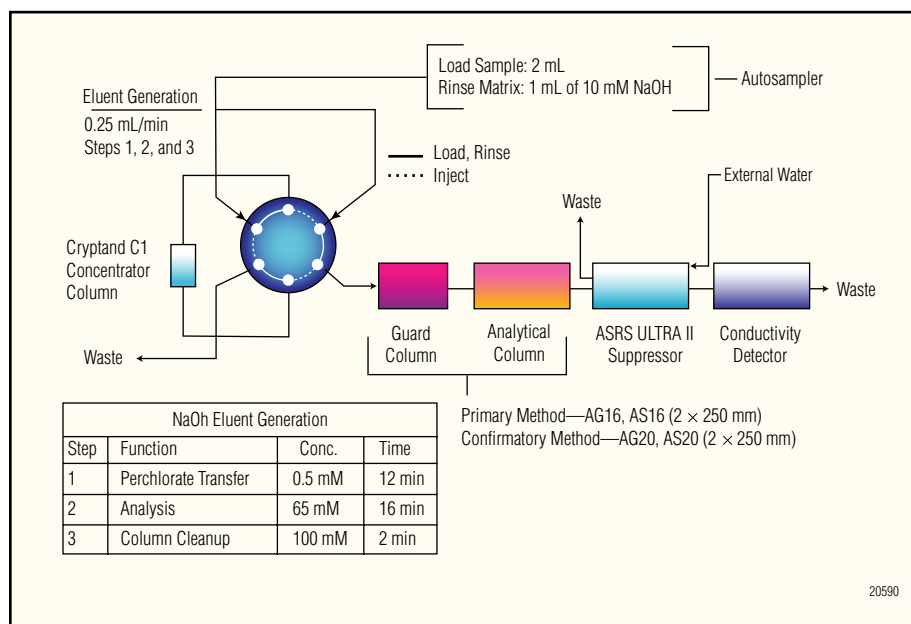 Load Sample: 2 mL
Rinse Matrix: 1 mL of 10 mM NaOH
Autosampler
Eluent Generation
0.25 mL/min
Steps 1, 2, and 3
Load, Rinse
Inject
External Water
Waste
Cryptand C1
Concentrator
Column
Waste
Guard
Column
Analytical
Column
ASRS ULTRA II
Suppressor
Conductivity
Detector
Waste
Primary Method—AG16, AS16 (2 × 250 mm)
Confirmatory Method—AG20, AS20 (2 × 250 mm)
NaOh Eluent Generation
Step Function Conc. Time
1 Perchlorate Transfer 0.5 mM 12 min
2 Analysis 65 mM 16 min
3 Column Cleanup 100 mM 2 min
20590